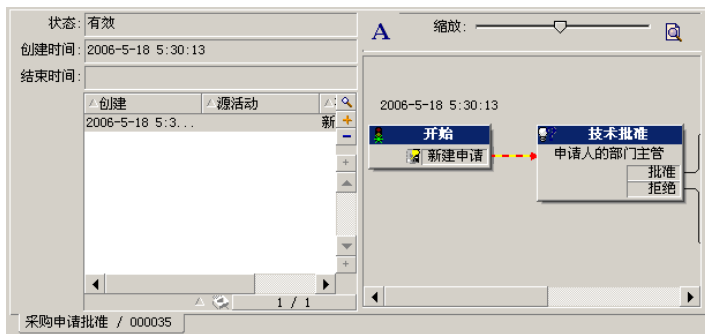 状态: 有效
创建时间: 2006-5-18 5:30:13
结束时间:
创建 源活动
2006-5-18 5:3... 新
1 / 1
采购申请批准 / 000035
A 缩放:
2006-5-18 5:30:13
开始
新建申请
技术批准
申请人的部门主管
批准
拒绝